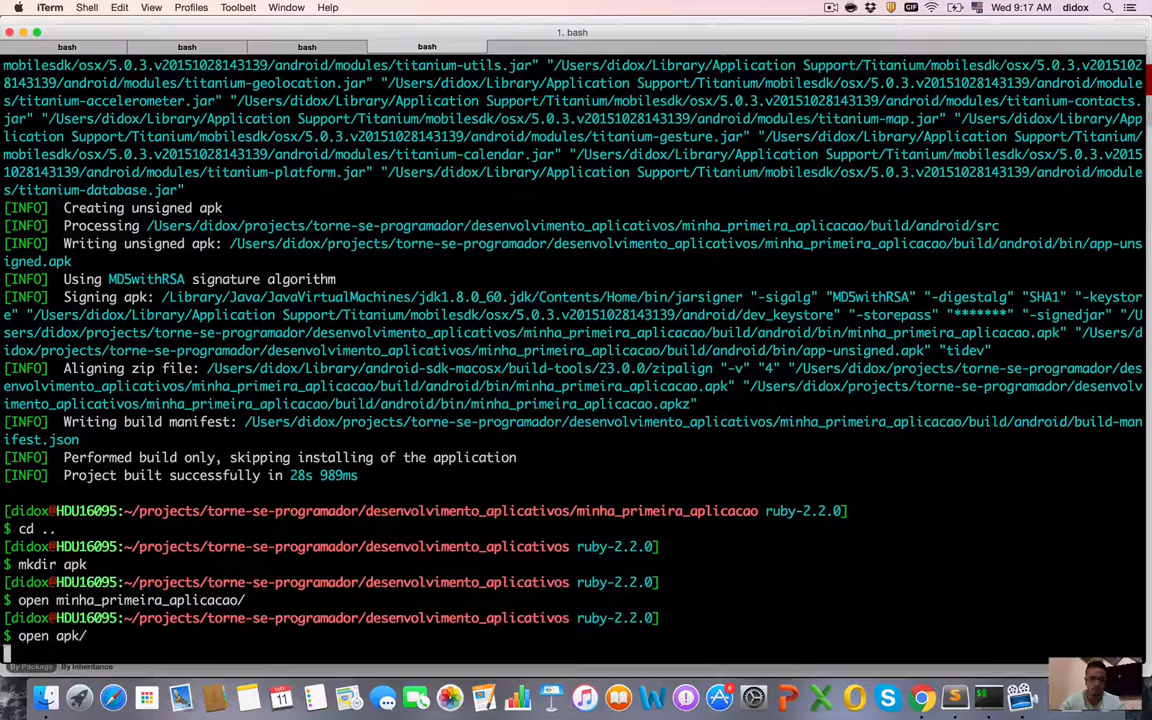 iTerm Shell Edit View Profiles Toolbelt Window Help GIF Wed 9:17 AM didox
1. bash
bash bash bash bash
mobilesdk/osx/5.0.3.v20151028143139/android/modules/titanium-utils.jar" "/Users/didox/Library/Application Support/Titanium/mobilesdk/osx/5.0.3.v2015102
8143139/android/modules/titanium-geolocation.jar" "/Users/didox/Library/Application Support/Titanium/mobilesdk/osx/5.0.3.v20151028143139/android/module
s/titanium-accelerometer.jar" "/Users/didox/Library/Application Support/Titanium/mobilesdk/osx/5.0.3.v20151028143139/android/modules/titanium-contacts.
jar" "/Users/didox/Library/Application Support/Titanium/mobilesdk/osx/5.0.3.v20151028143139/android/modules/titanium-map.jar" "/Users/didox/Library/App
lication Support/Titanium/mobilesdk/osx/5.0.3.v20151028143139/android/modules/titanium-gesture.jar" "/Users/didox/Library/Application Support/Titanium/
mobilesdk/osx/5.0.3.v20151028143139/android/modules/titanium-calendar.jar" "/Users/didox/Library/Application Support/Titanium/mobilesdk/osx/5.0.3.v2015
1028143139/android/modules/titanium-platform.jar" "/Users/didox/Library/Application Support/Titanium/mobilesdk/osx/5.0.3.v20151028143139/android/module
s/titanium-database.jar"
[INFO] Creating unsigned apk
[INFO] Processing /Users/didox/projects/torne-se-programador/desenvolvimento_aplicativos/minha_primeira_aplicacao/build/android/src
[INFO] Writing unsigned apk: /Users/didox/projects/torne-se-programador/desenvolvimento_aplicativos/minha_primeira_aplicacao/build/android/bin/app-uns
igned.apk
[INFO] Using MD5withRSA signature algorithm
[INFO] Signing apk: /Library/Java/JavaVirtualMachines/jdk1.8.0_60.jdk/Contents/Home/bin/jarsigner "-sigalg" "MD5withRSA" "-digestalg" "SHA1" "-keystor
e" "/Users/didox/Library/Application Support/Titanium/mobilesdk/osx/5.0.3.v20151028143139/android/dev_keystore" "-storepass" "*******" "-signedjar" "/U
sers/didox/projects/torne-se-programador/desenvolvimento_aplicativos/minha_primeira_aplicacao/build/android/bin/minha_primeira_aplicacao.apk" "/Users/d
idox/projects/torne-se-programador/desenvolvimento_aplicativos/minha_primeira_aplicacao/build/android/bin/app-unsigned.apk" "tidev"
[INFO] Aligning zip file: /Users/didox/Library/android-sdk-macosx/build-tools/23.0.0/zipalign "-v" "4" "/Users/didox/projects/torne-se-programador/des
envolvimento_aplicativos/minha_primeira_aplicacao/build/android/bin/minha_primeira_aplicacao.apk" "/Users/didox/projects/torne-se-programador/desenvolv
imento_aplicativos/minha_primeira_aplicacao/build/android/bin/minha_primeira_aplicacao.apkz"
[INFO] Writing build manifest: /Users/didox/projects/torne-se-programador/desenvolvimento_aplicativos/minha_primeira_aplicacao/build/android/build-man
ifest.json
[INFO] Performed build only, skipping installing of the application
[INFO] Project built successfully in 28s 989ms
[didox@HDU16095:~/projects/torne-se-programador/desenvolvimento_aplicativos/minha_primeira_aplicacao ruby-2.2.0]
$ cd ..
[didox@HDU16095:~/projects/torne-se-programador/desenvolvimento_aplicativos ruby-2.2.0]
$ mkdir apk
[didox@HDU16095:~/projects/torne-se-programador/desenvolvimento_aplicativos ruby-2.2.0]
$ open minha_primeira_aplicacao/
[didox@HDU16095:~/projects/torne-se-programador/desenvolvimento_aplicativos ruby-2.2.0]
$ open apk/
By Package By Inheritance